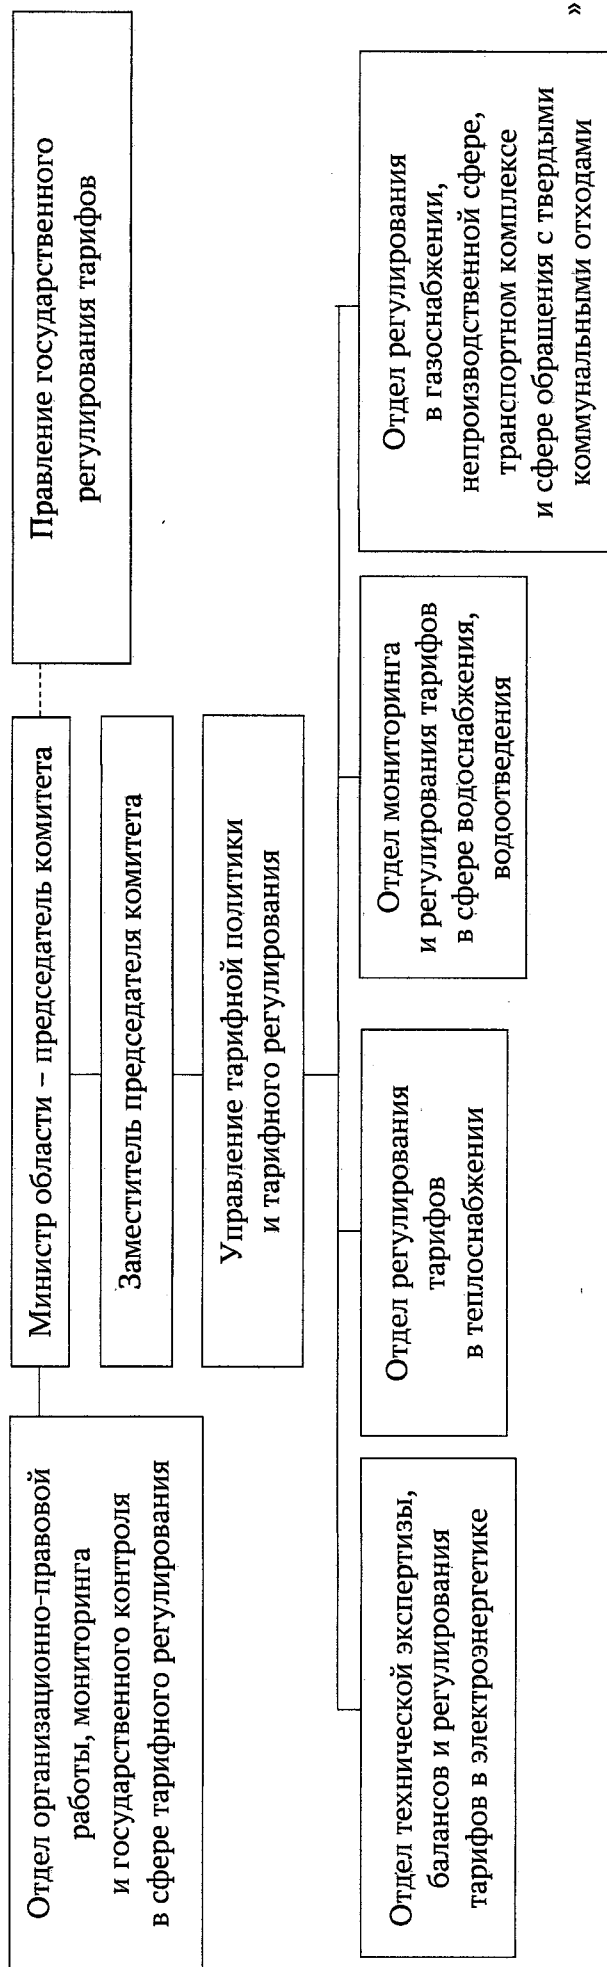 Отдел организационно-правовой
работы, мониторинга
и государственного контроля
в сфере тарифного регулирования
Министр области – председатель комитета
Правление государственного
регулирования тарифов
Заместитель председателя комитета
Управление тарифной политики
и тарифного регулирования
Отдел технической экспертизы,
балансов и регулирования
тарифов в электроэнергетике
Отдел регулирования
тарифов
в теплоснабжении
Отдел мониторинга
и регулирования тарифов
в сфере водоснабжения,
водоотведения
Отдел регулирования
в газоснабжении,
непроизводственной сфере,
транспортном комплексе
и сфере обращения с твердыми
коммунальными отходами
»